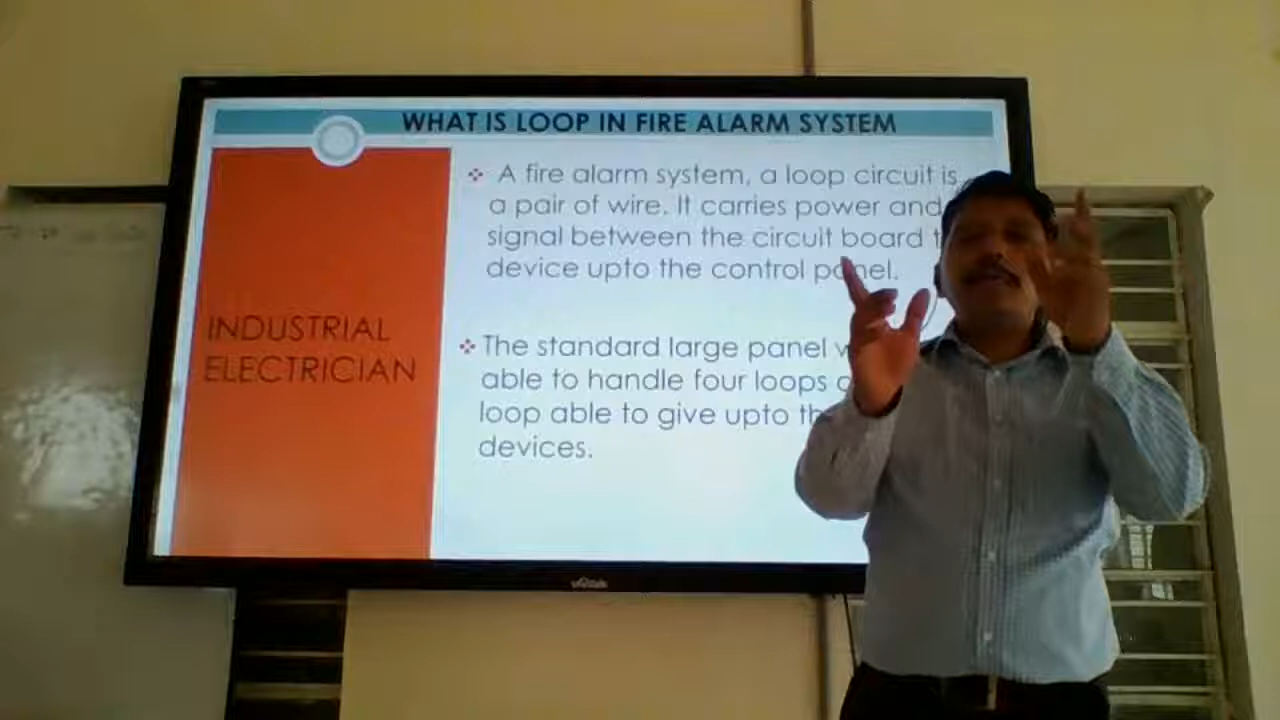 WHAT IS LOOP IN FIRE ALARM SYSTEM
INDUSTRIAL
ELECTRICIAN
A fire alarm system, a loop circuit is
a pair of wire. It carries power and
signal between the circuit board
device upto the control panel.
The standard large panel
able to handle four loops
loop able to give upto
devices.